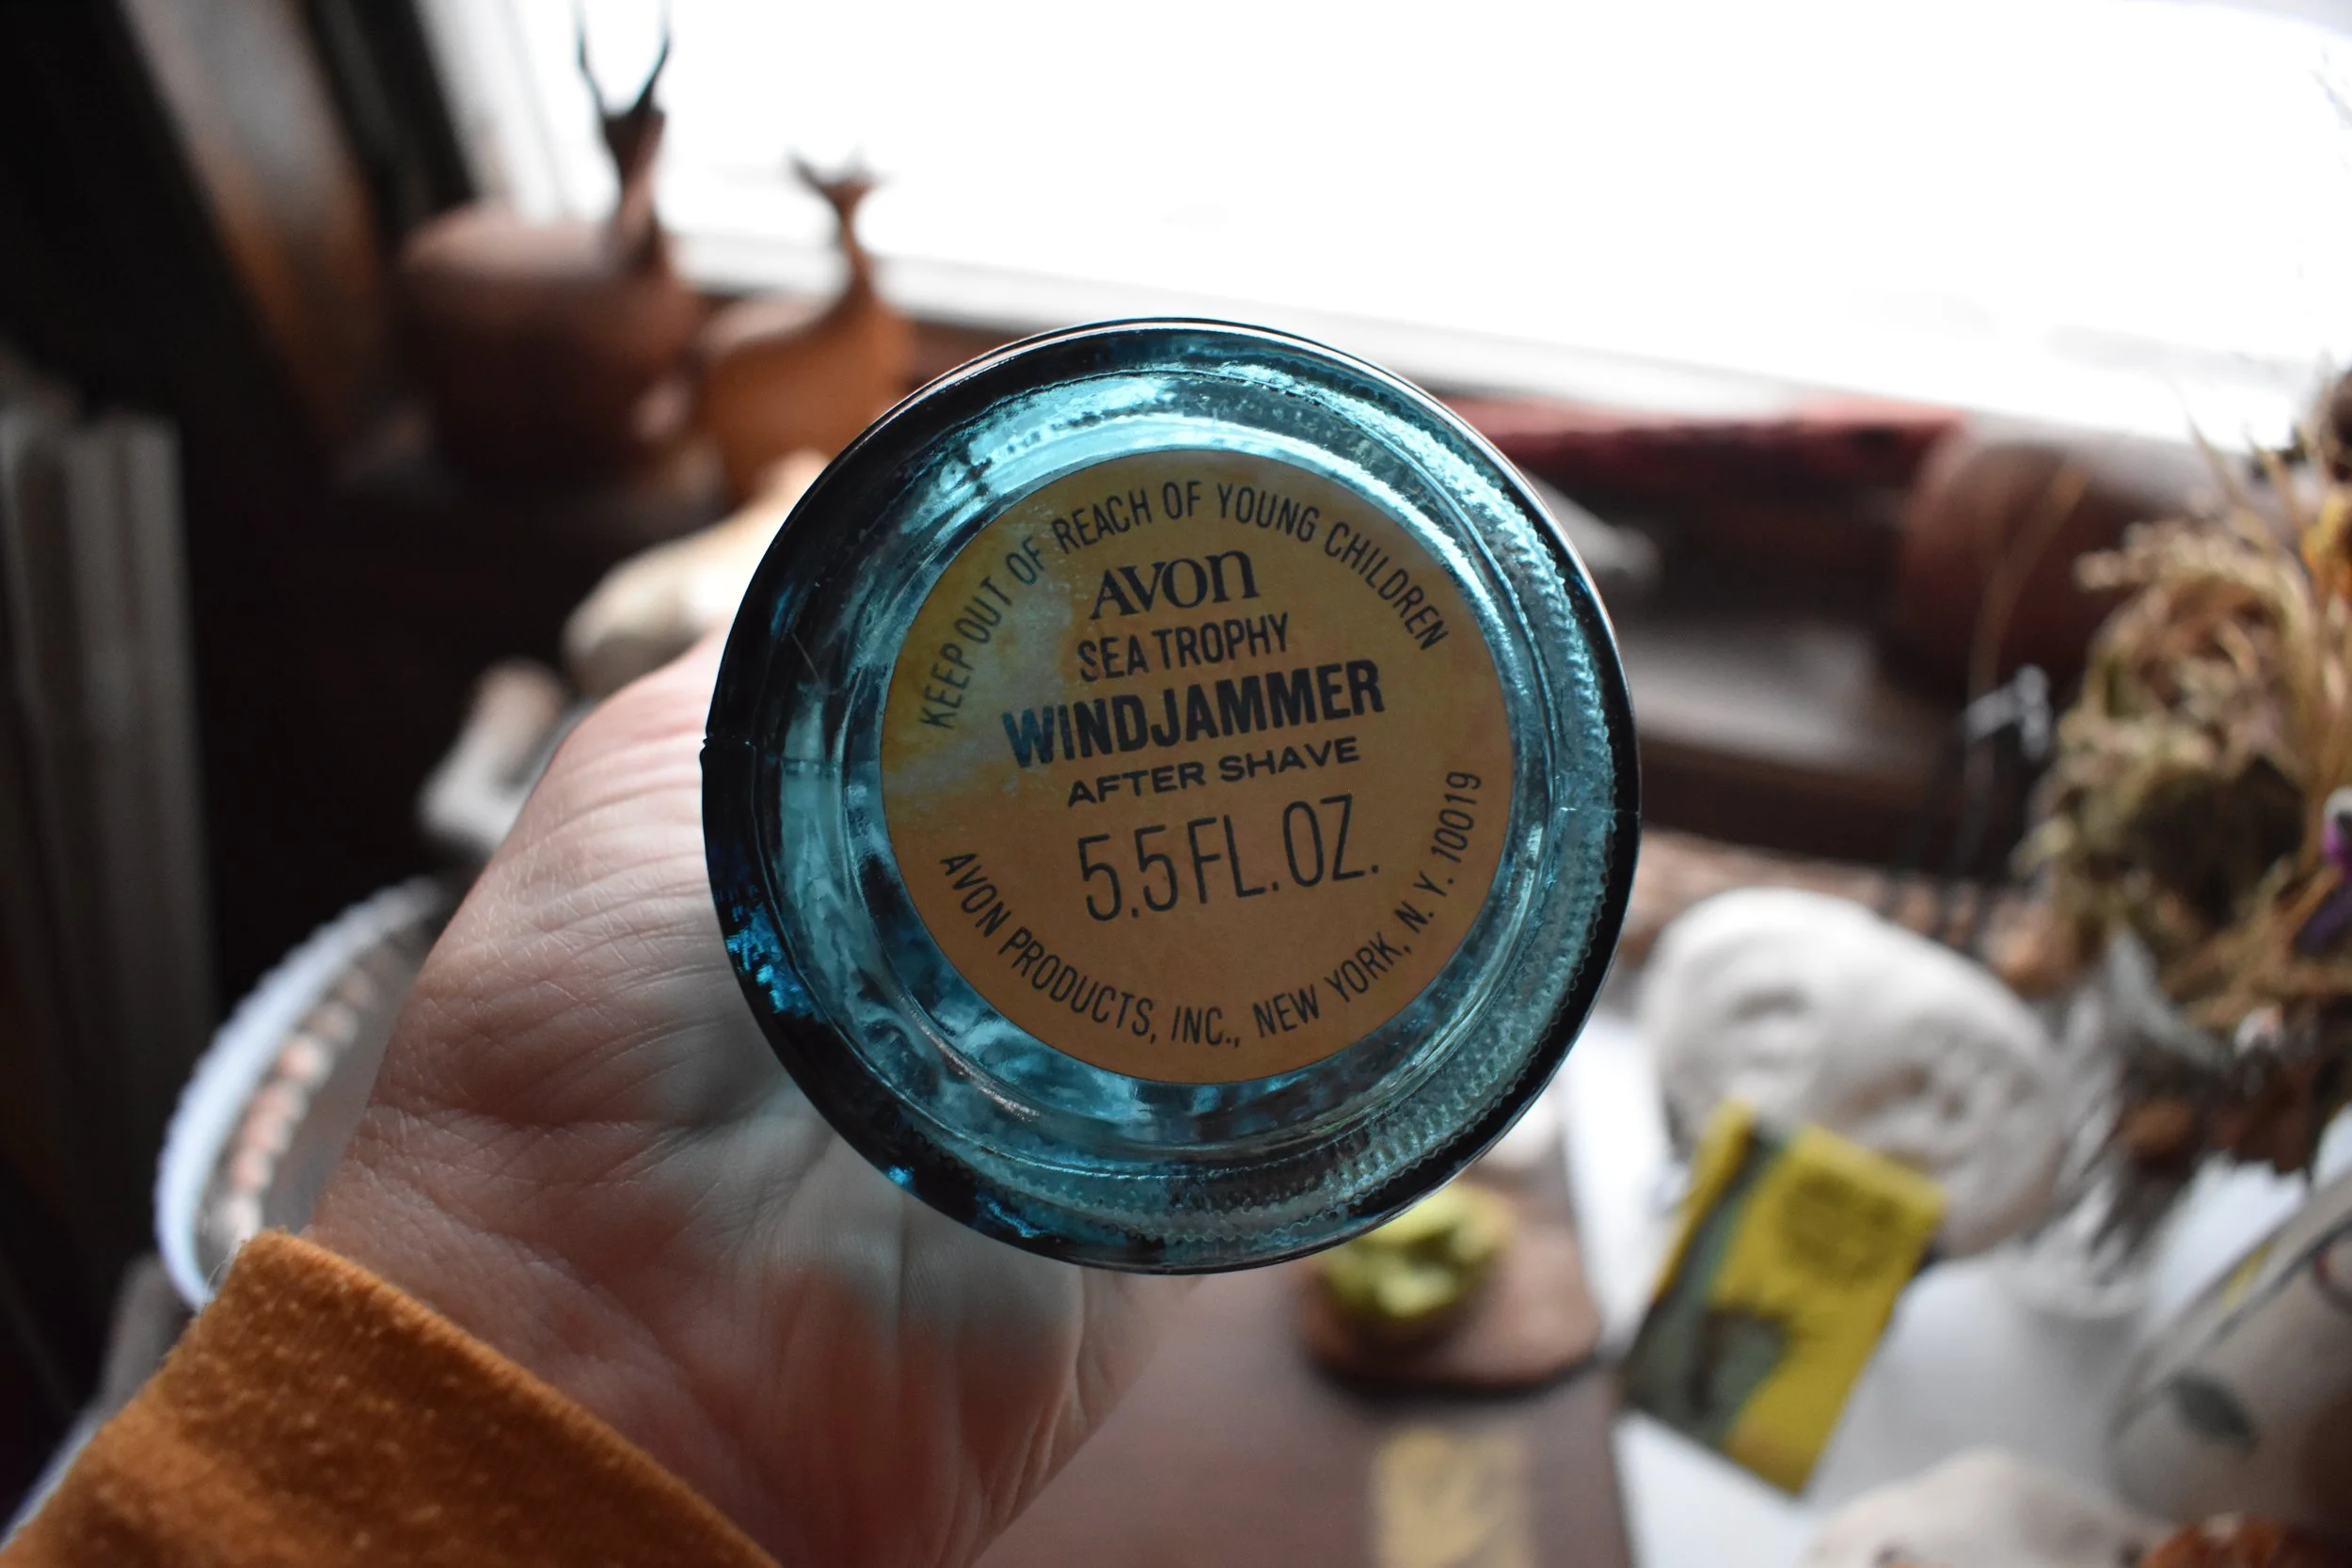 KEEP OUT OF REACH OF YOUNG CHILDREN
AVON
SEA TROPHY
WINDJAMMER
AFTER SHAVE
5.5 FL. OZ.
AVON PRODUCTS, INC., NEW YORK, N. Y. 10019